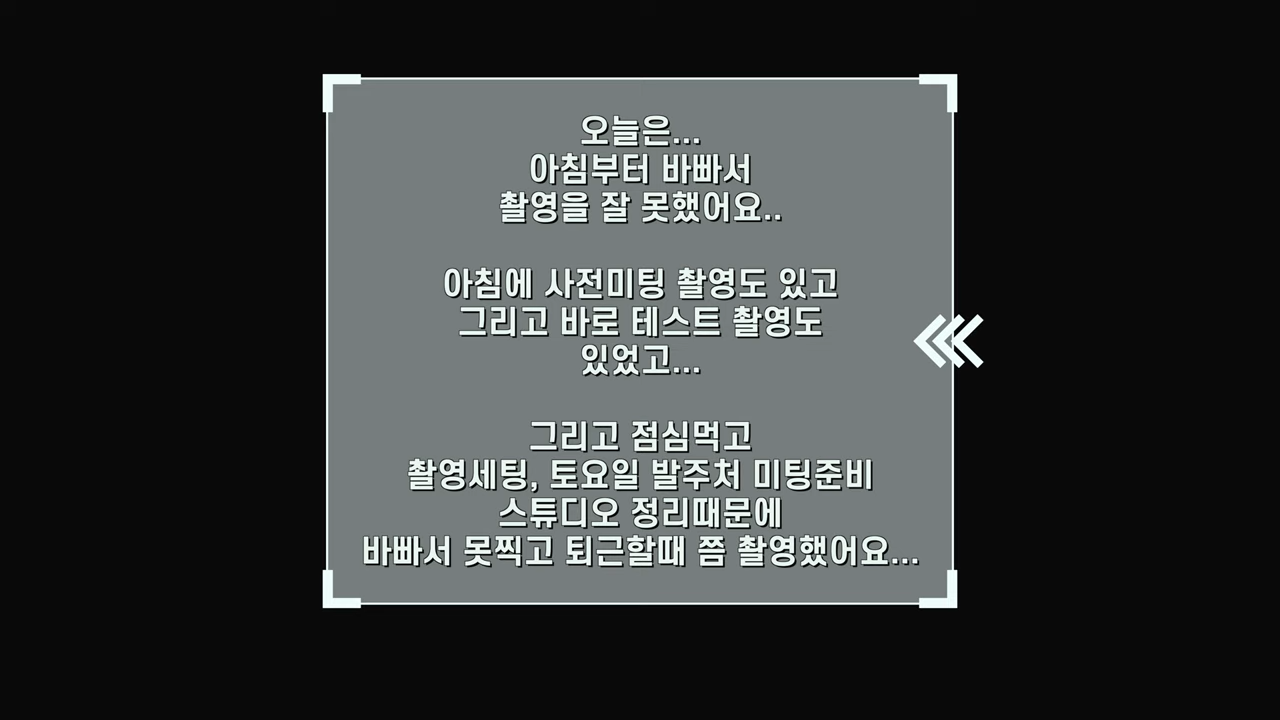 오늘은...
아침부터 바빠서
촬영을 잘 못했어요..
아침에 사전미팅 촬영도 있고
그리고 바로 테스트 촬영도
있었고...
그리고 점심먹고
촬영세팅, 토요일 발주처 미팅준비
스튜디오 정리때문에
바빠서 못찍고 퇴근할때 쯤 촬영했어요...